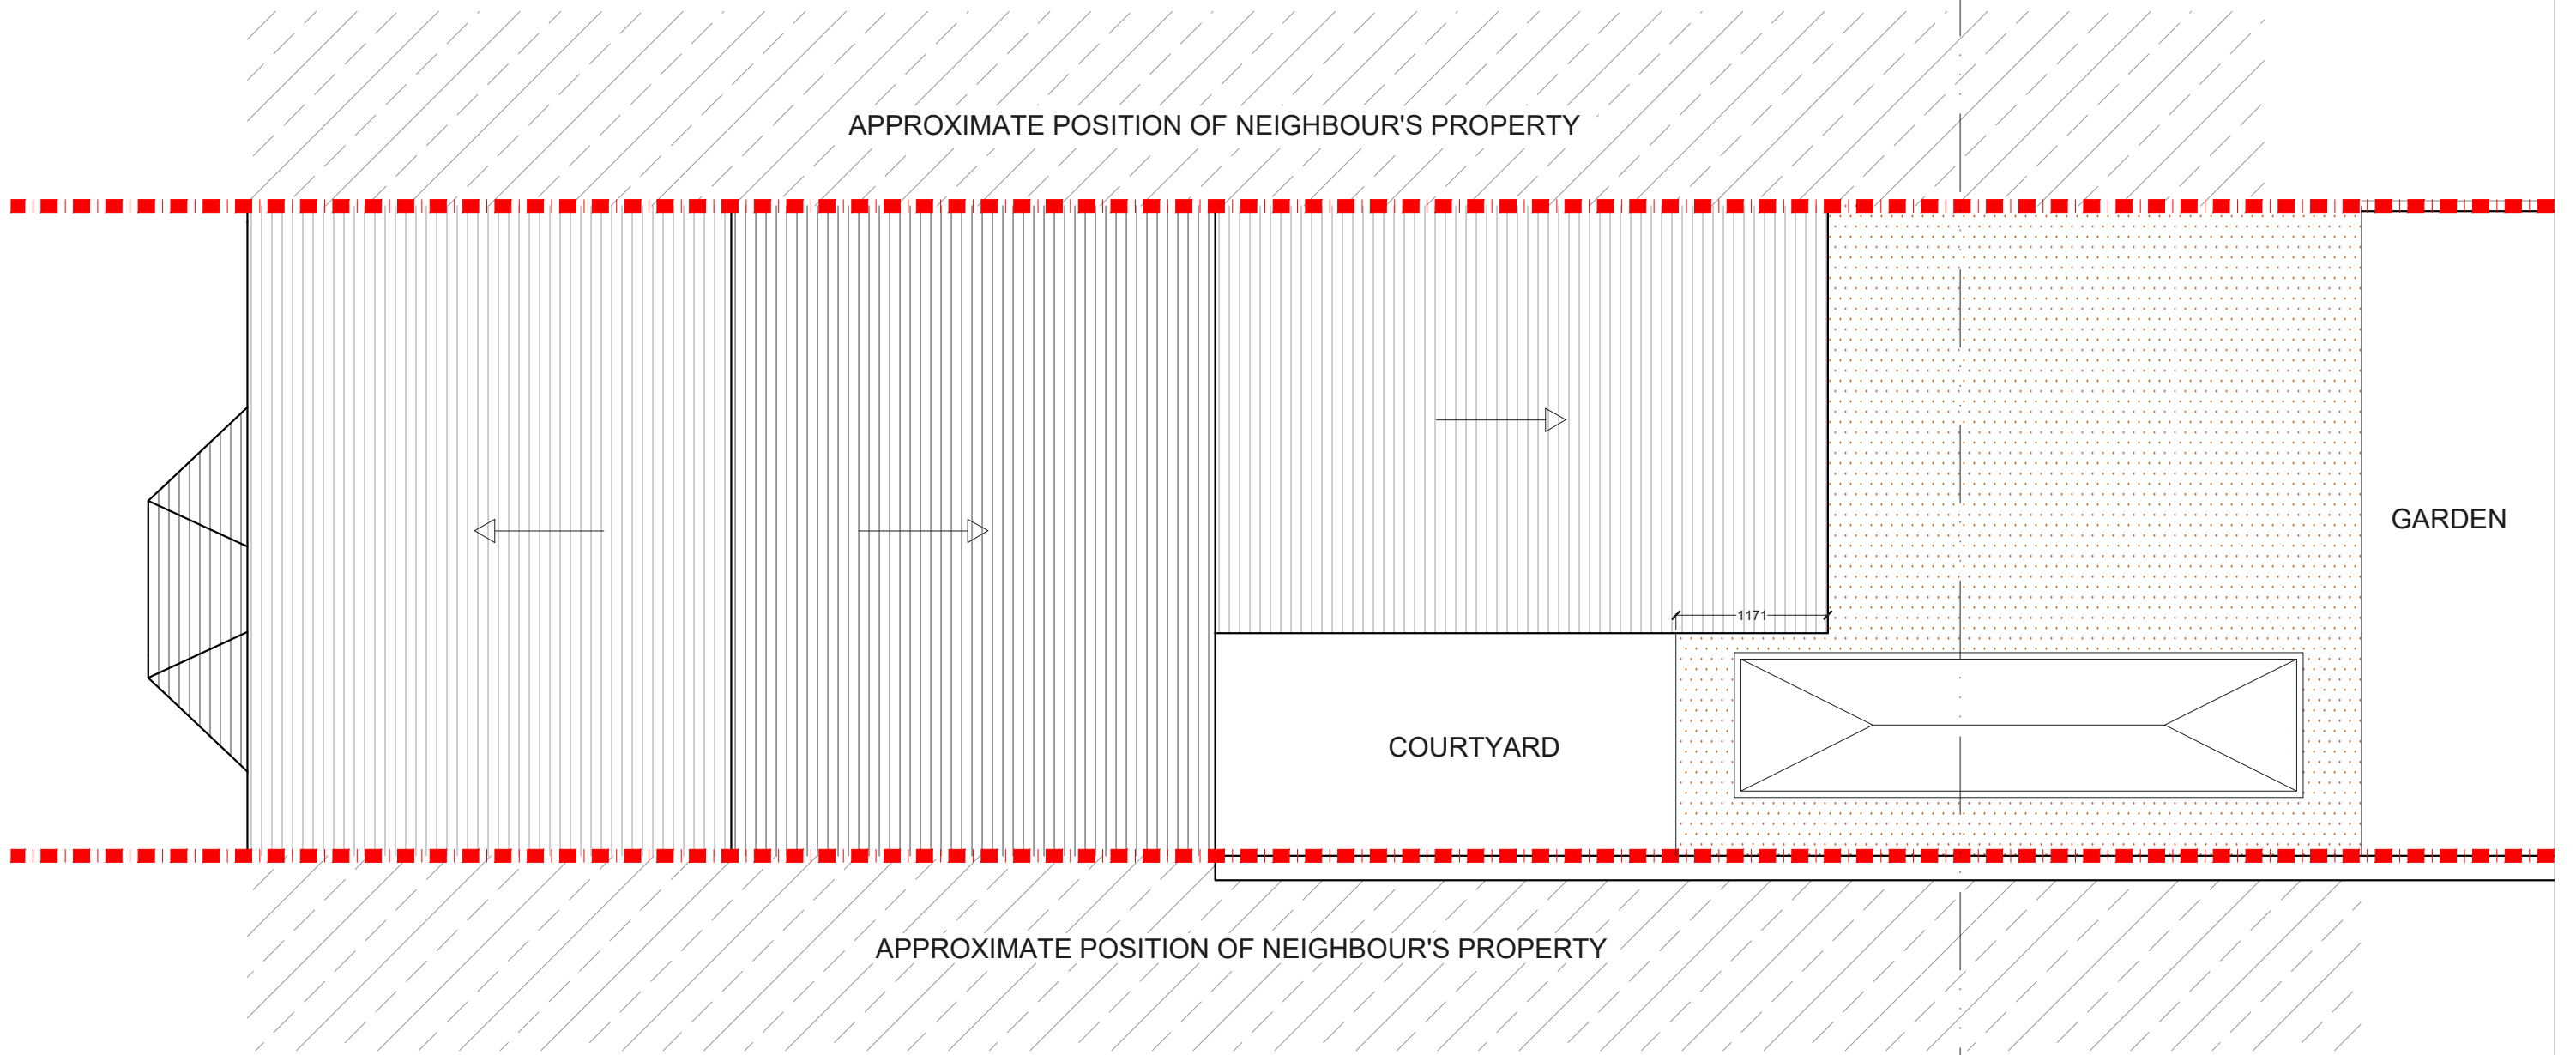 APPROXIMATE POSITION OF NEIGHBOUR'S PROPERTY
GARDEN
1171
COURTYARD
APPROXIMATE POSITION OF NEIGHBOUR'S PROPERTY